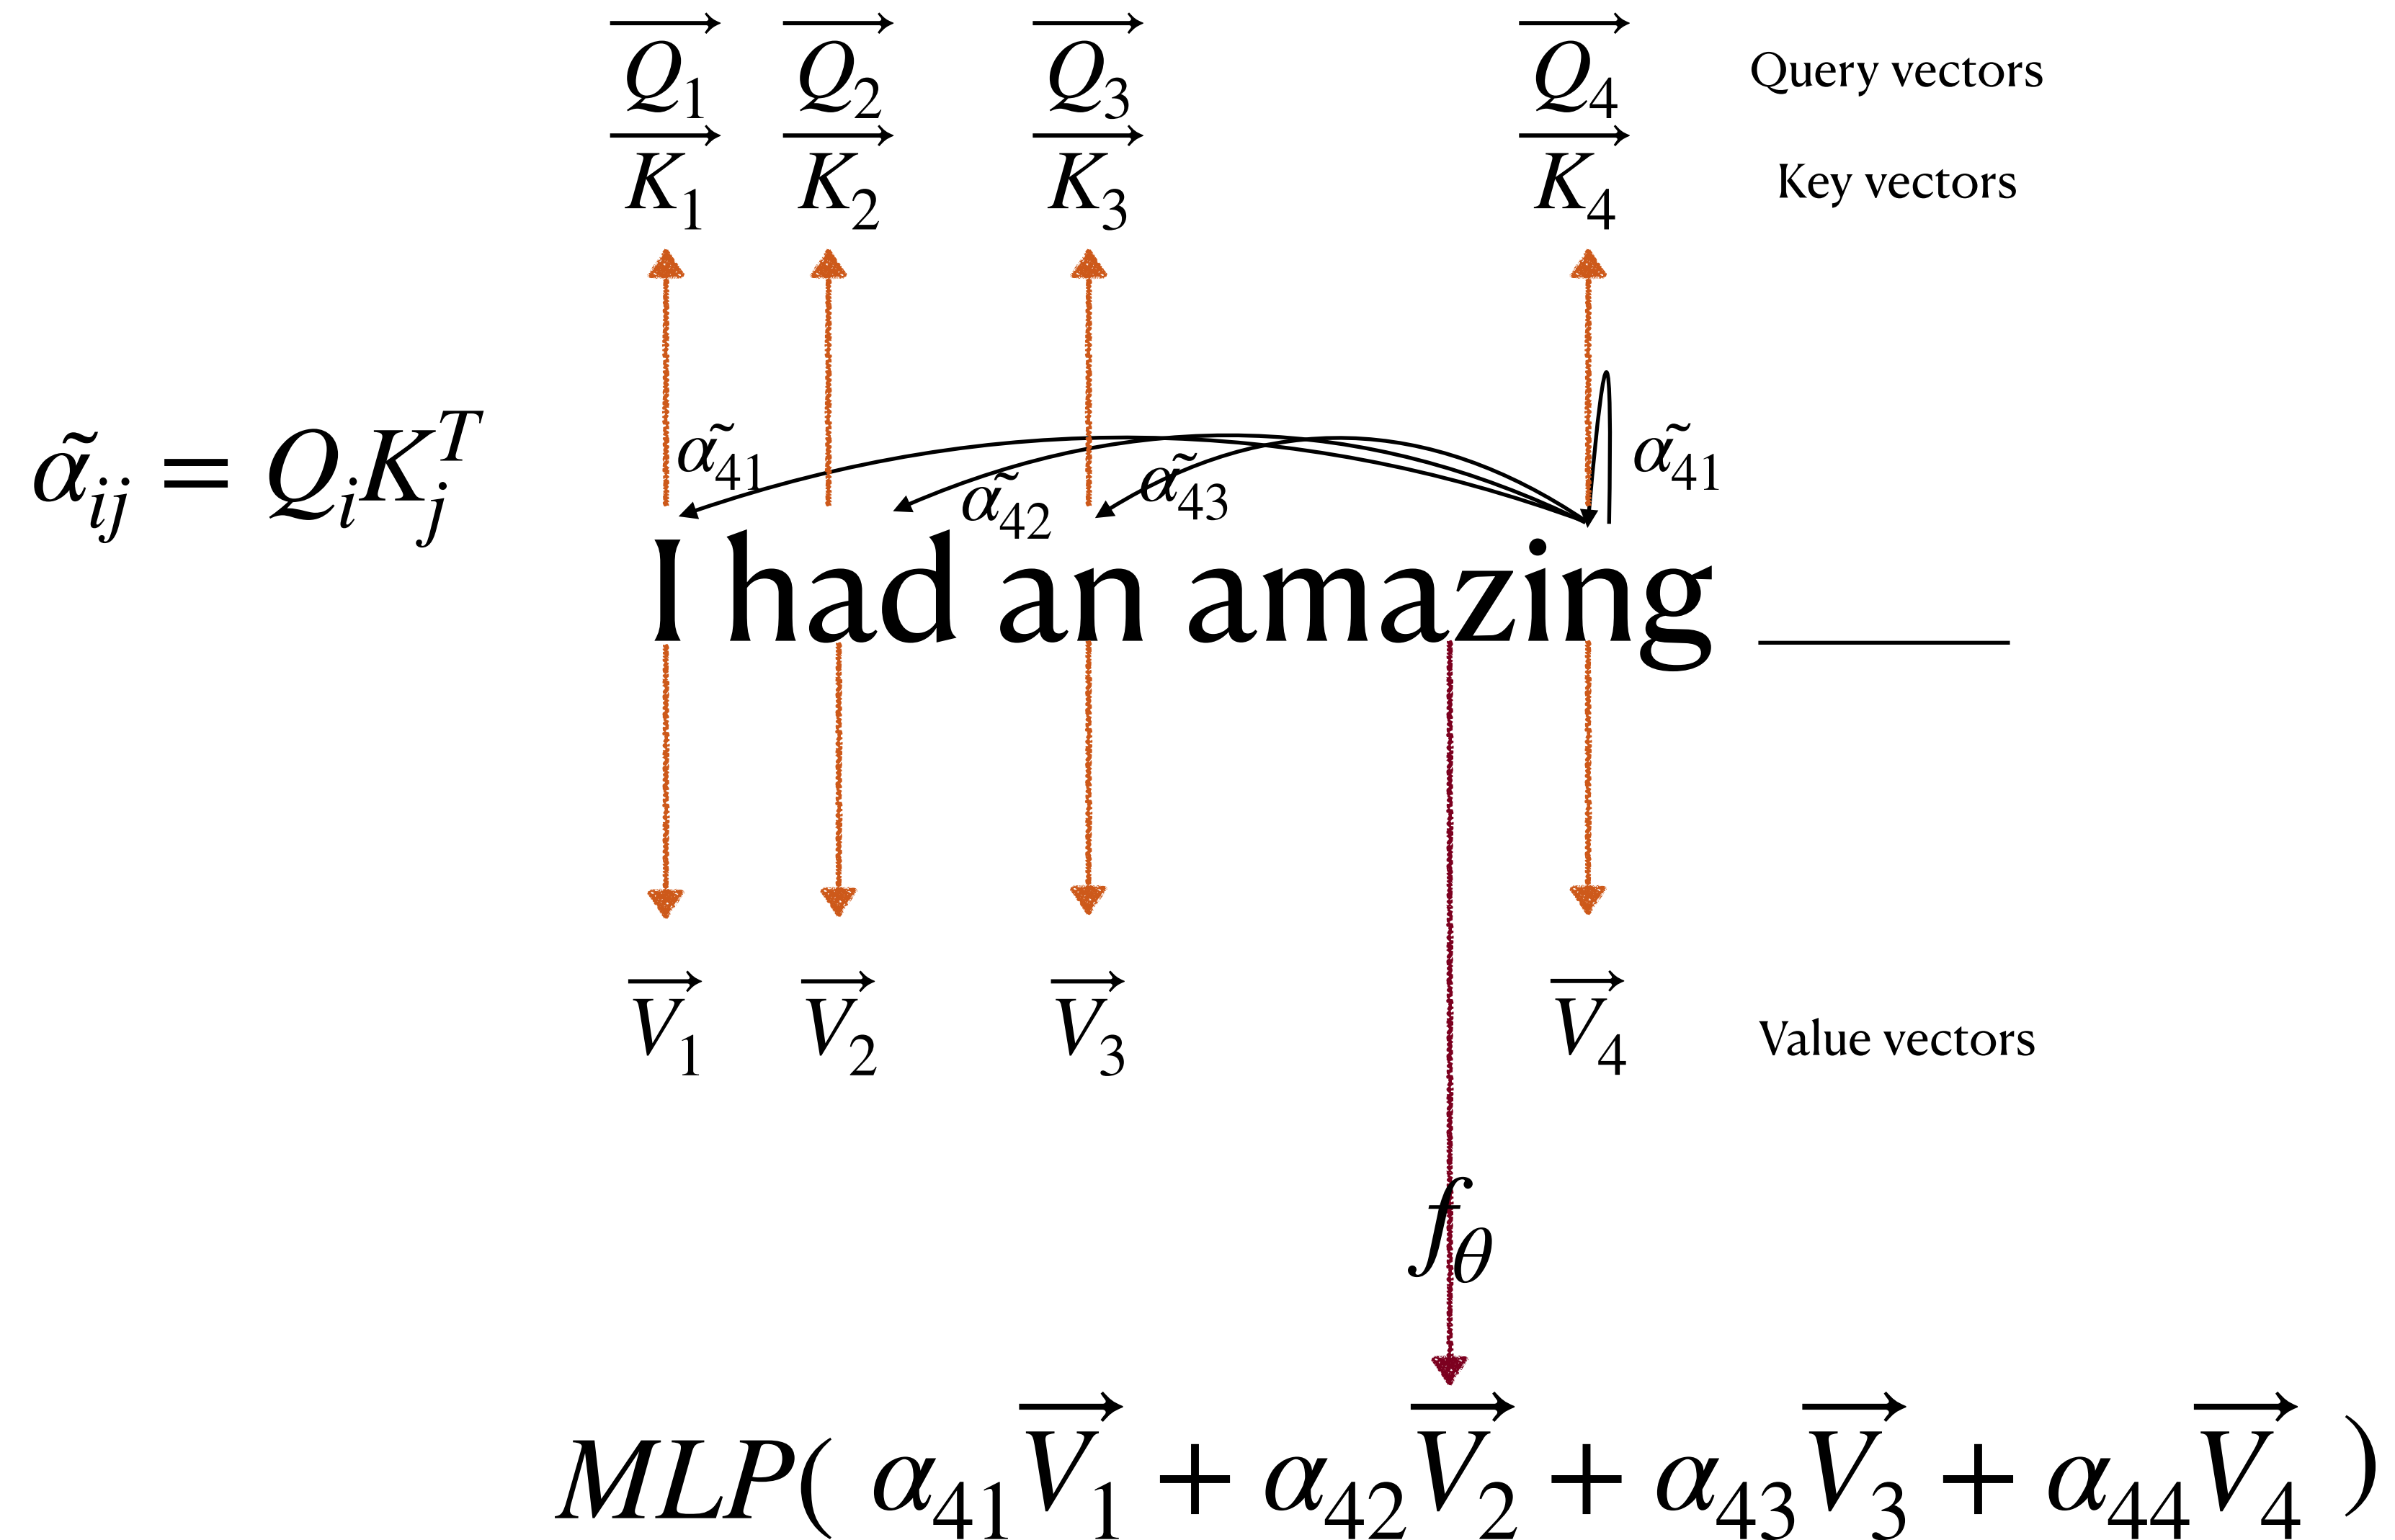 Q₁ Q₂ Q₃ Q₄ Query vectors
K₁ K₂ K₃ K₄ Key vectors
α̃ᵢⱼ = QᵢKⱼᵀ
α̃₄₁ α̃₄₂ α̃₄₃ α̃₄₁
I had an amazing _____
V₁ V₂ V₃ V₄ Value vectors
f_θ
MLP( α₄₁V₁ + α₄₂V₂ + α₄₃V₃ + α₄₄V₄ )